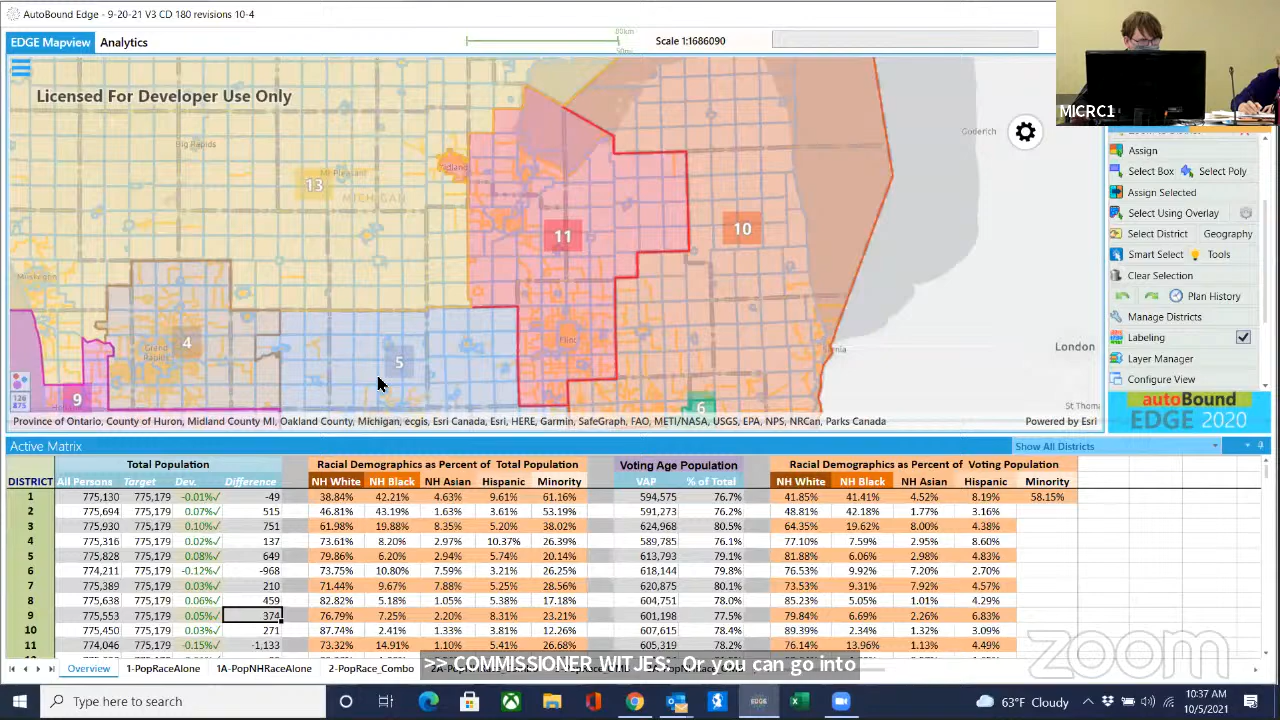 AutoBound Edge - 9-20-21 V3 CD 180 revisions 10-4
EDGE Mapview Analytics
80km
Scale 1:1686090
Licensed For Developer Use Only
MICRC1
Goderich
Big Rapids
Mt Pleasant
Midland
13
MICHIGAN
11
10
Muskegon
Grand Rapids
4
5
Flint
9
6
London
St Thom
Province of Ontario, County of Huron, Midland County MI, Oakland County, Michigan, ecgis, Esri Canada, Esri, HERE, Garmin, SafeGraph, FAO, METI/NASA, USGS, EPA, NPS, NRCan, Parks Canada Powered by Esri
Assign
Select Box Select Poly
Assign Selected
Select Using Overlay
Select District Geography
Smart Select Tools
Clear Selection
Plan History
Manage Districts
Labeling
Layer Manager
Configure View
autoBound
EDGE 2020
Active Matrix Show All Districts
Total Population Racial Demographics as Percent of Total Population Voting Age Population Racial Demographics as Percent of Voting Population
DISTRICT All Persons Target Dev. Difference NH White NH Black NH Asian Hispanic Minority VAP % of Total NH White NH Black NH Asian Hispanic Minority
1 775,130 775,179 -0.01%✓ -49 38.84% 42.21% 4.63% 9.61% 61.16% 594,575 76.7% 41.85% 41.41% 4.52% 8.19% 58.15%
2 775,694 775,179 0.07%✓ 515 46.81% 43.19% 1.63% 3.61% 53.19% 591,273 76.2% 48.81% 42.18% 1.77% 3.16%
3 775,930 775,179 0.10%✓ 751 61.98% 19.88% 8.35% 5.20% 38.02% 624,968 80.5% 64.35% 19.62% 8.00% 4.38%
4 775,316 775,179 0.02%✓ 137 73.61% 8.20% 2.97% 10.37% 26.39% 589,785 76.1% 77.10% 7.59% 2.95% 8.60%
5 775,828 775,179 0.08%✓ 649 79.86% 6.20% 2.94% 5.74% 20.14% 613,793 79.1% 81.88% 6.06% 2.98% 4.83%
6 774,211 775,179 -0.12%✓ -968 73.75% 10.80% 7.59% 3.21% 26.25% 618,144 79.8% 76.53% 9.92% 7.20% 2.70%
7 775,389 775,179 0.03%✓ 210 71.44% 9.67% 7.88% 5.25% 28.56% 620,875 80.1% 73.53% 9.31% 7.92% 4.57%
8 775,638 775,179 0.06%✓ 459 82.82% 5.18% 1.05% 5.74% 17.18% 604,751 78.0% 85.23% 5.05% 1.01% 4.29%
9 775,553 775,179 0.05%✓ 374 76.79% 7.25% 2.20% 8.31% 23.21% 601,198 77.5% 79.84% 6.69% 2.26% 6.83%
10 775,450 775,179 0.03%✓ 271 87.74% 2.41% 1.33% 3.81% 12.26% 607,615 78.4% 89.39% 2.34% 1.32% 3.09%
11 774,046 775,179 -0.15%✓ -1,133 73.32% 14.91% 1.10% 5.55% 26.68% 605,319 78.2% 76.14% 13.96% 1.13% 4.49%
Overview 1-PopRaceAlone 1A-PopNHRaceAlone 2-PopRace_Combo
>> COMMISSIONER WITJES: Or you can go into
zoom
Type here to search
63°F Cloudy
10:37 AM
10/5/2021